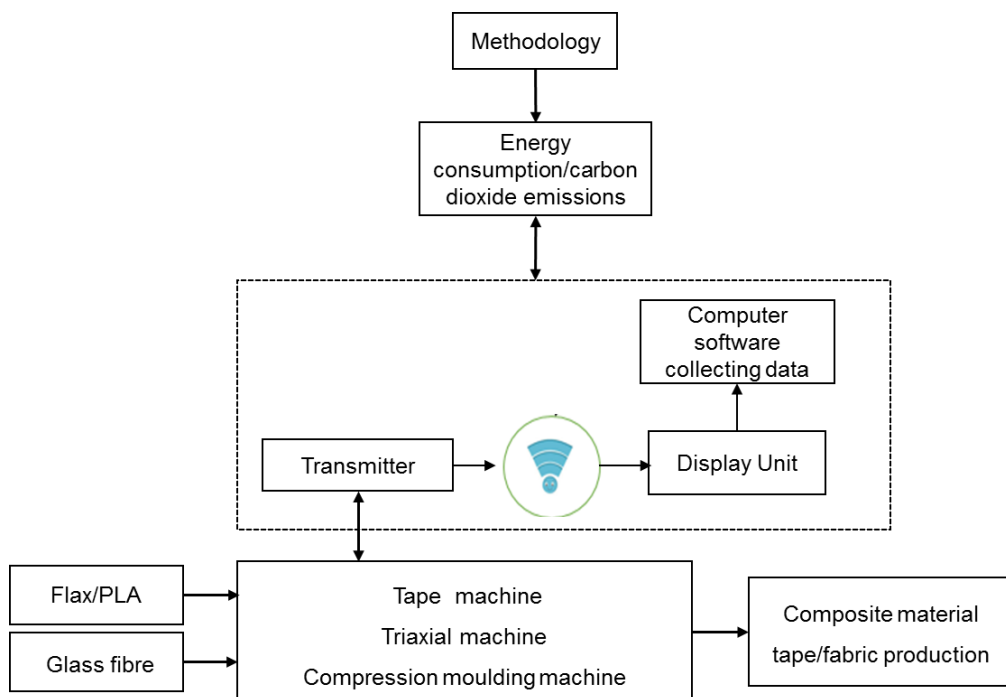 Methodology
Energy
consumption/carbon
dioxide emissions
Computer
software
collecting data
Transmitter
Display Unit
Flax/PLA
Glass fibre
Tape machine
Triaxial machine
Compression moulding machine
Composite material
tape/fabric production